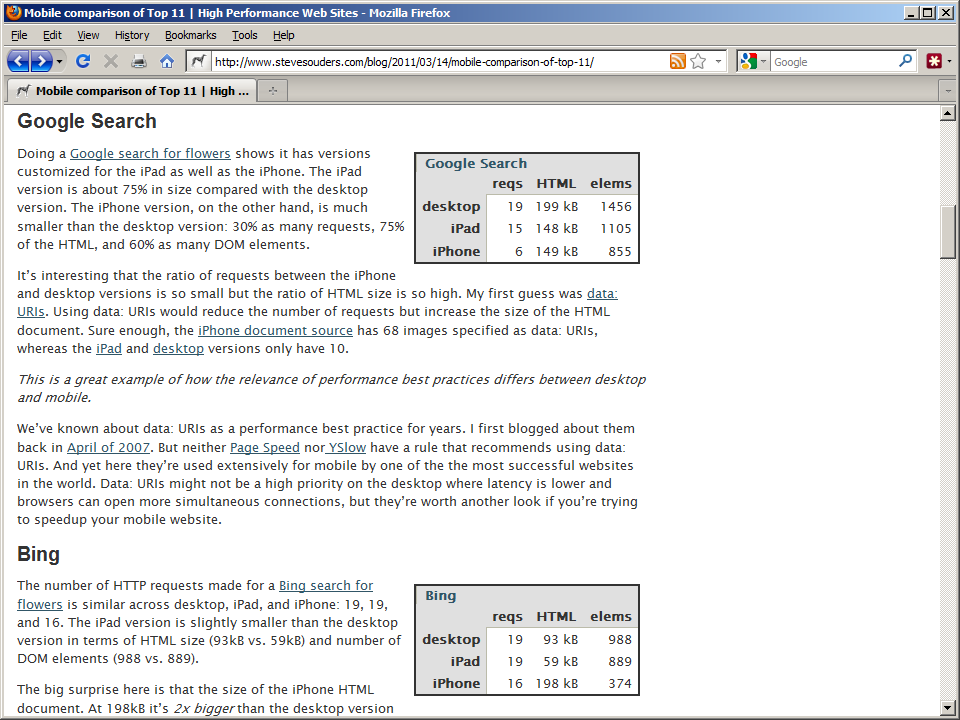 Mobile comparison of Top 11 | High Performance Web Sites - Mozilla Firefox
File Edit View History Bookmarks Tools Help
http://www.stevesouders.com/blog/2011/03/14/mobile-comparison-of-top-11/
Google
Mobile comparison of Top 11 | High ...
Google Search
Doing a Google search for flowers shows it has versions
customized for the iPad as well as the iPhone. The iPad
version is about 75% in size compared with the desktop
version. The iPhone version, on the other hand, is much
smaller than the desktop version: 30% as many requests, 75%
of the HTML, and 60% as many DOM elements.
Google Search
reqs HTML elems
desktop 19 199 kB 1456
iPad 15 148 kB 1105
iPhone 6 149 kB 855
It's interesting that the ratio of requests between the iPhone
and desktop versions is so small but the ratio of HTML size is so high. My first guess was data:
URIs. Using data: URIs would reduce the number of requests but increase the size of the HTML
document. Sure enough, the iPhone document source has 68 images specified as data: URIs,
whereas the iPad and desktop versions only have 10.
This is a great example of how the relevance of performance best practices differs between desktop
and mobile.
We've known about data: URIs as a performance best practice for years. I first blogged about them
back in April of 2007. But neither Page Speed nor YSlow have a rule that recommends using data:
URIs. And yet here they're used extensively for mobile by one of the the most successful websites
in the world. Data: URIs might not be a high priority on the desktop where latency is lower and
browsers can open more simultaneous connections, but they're worth another look if you're trying
to speedup your mobile website.
Bing
The number of HTTP requests made for a Bing search for
flowers is similar across desktop, iPad, and iPhone: 19, 19,
and 16. The iPad version is slightly smaller than the desktop
version in terms of HTML size (93kB vs. 59kB) and number of
DOM elements (988 vs. 889).
Bing
reqs HTML elems
desktop 19 93 kB 988
iPad 19 59 kB 889
iPhone 16 198 kB 374
The big surprise here is that the size of the iPhone HTML
document. At 198kB it's 2x bigger than the desktop version